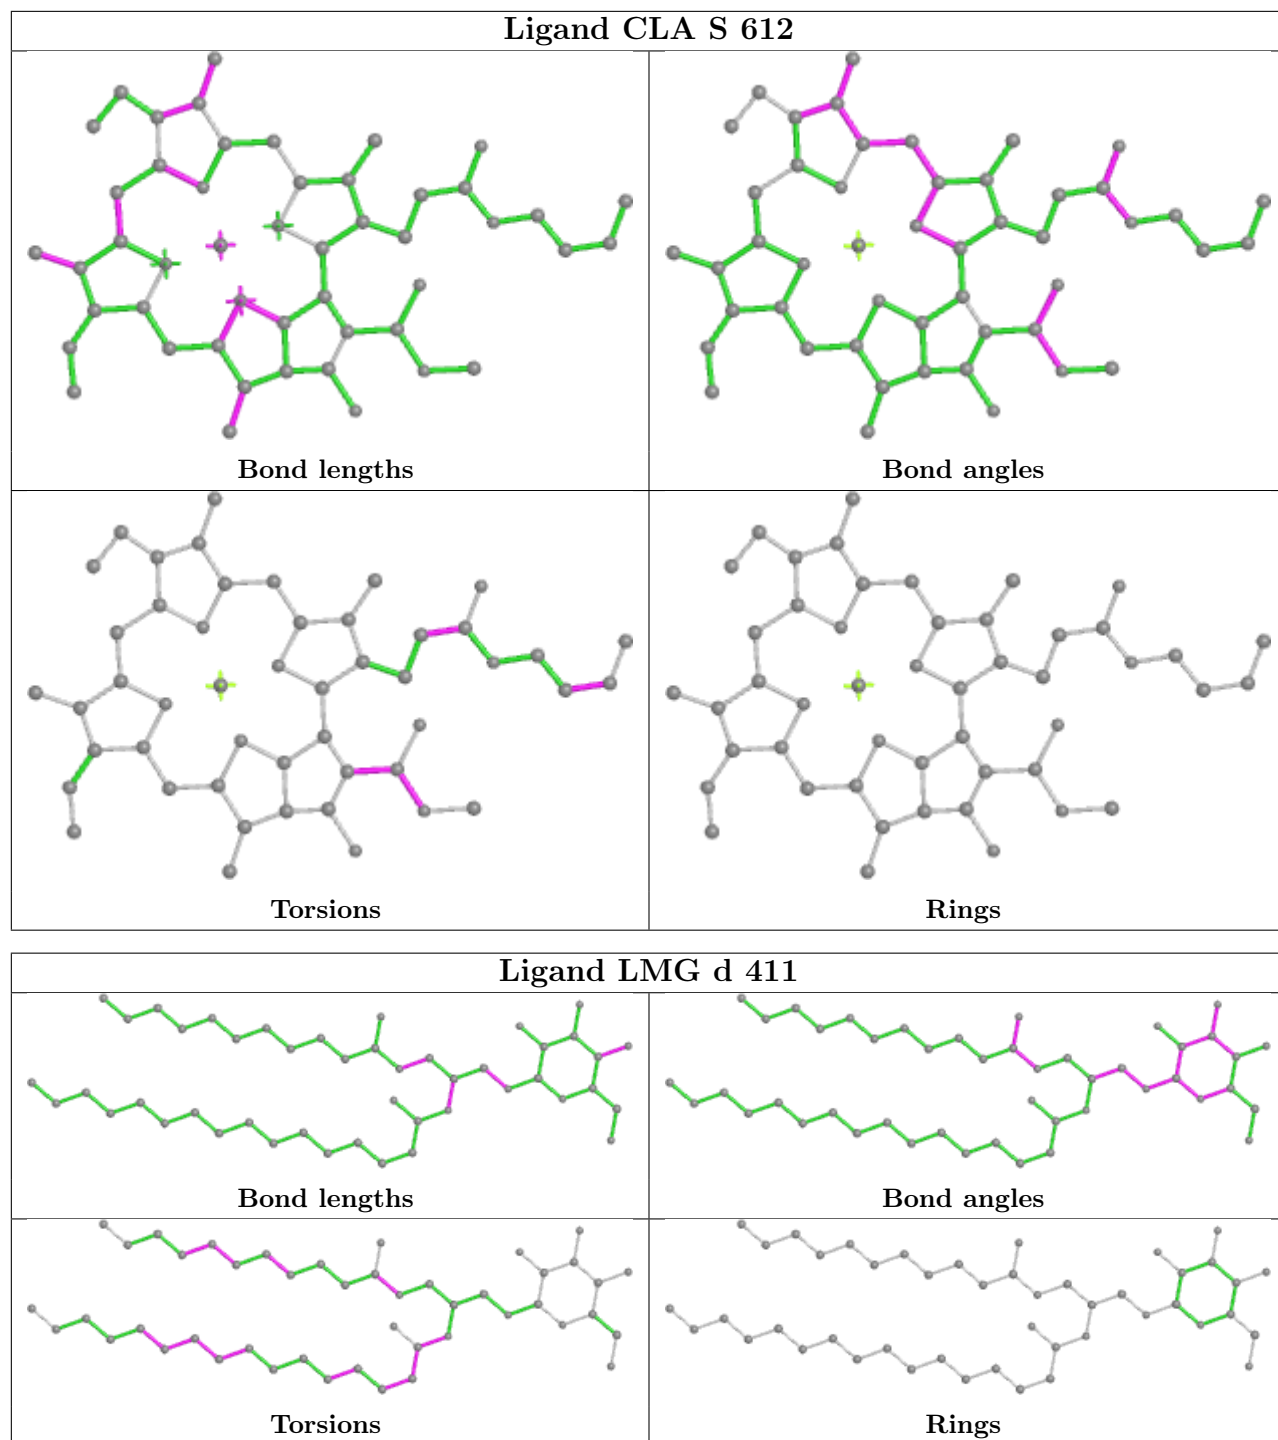 Ligand CLA S 612
Bond lengths
Bond angles
Torsions
Rings
Ligand LMG d 411
Bond lengths
Bond angles
Torsions
Rings